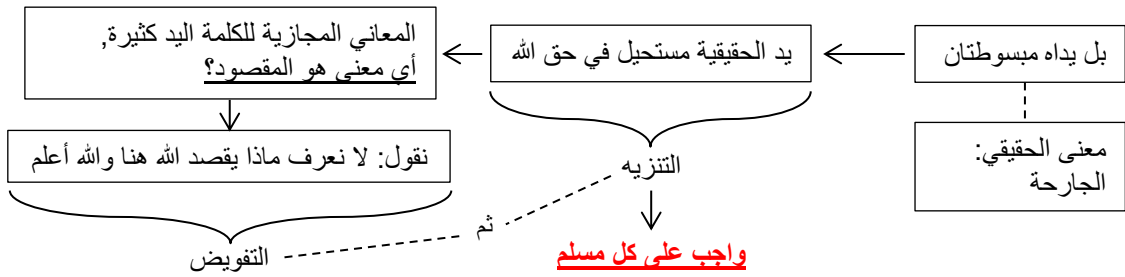 بل يداه مبسوطتان
معنى الحقيقي:
الجارحة
يد الحقيقية مستحيل في حق الله
المعاني المجازية للكلمة اليد كثيرة,
أي معنى هو المقصود؟
نقول: لا نعرف ماذا يقصد الله هنا والله أعلم
التنزيه
واجب على كل مسلم
ثم
التفويض